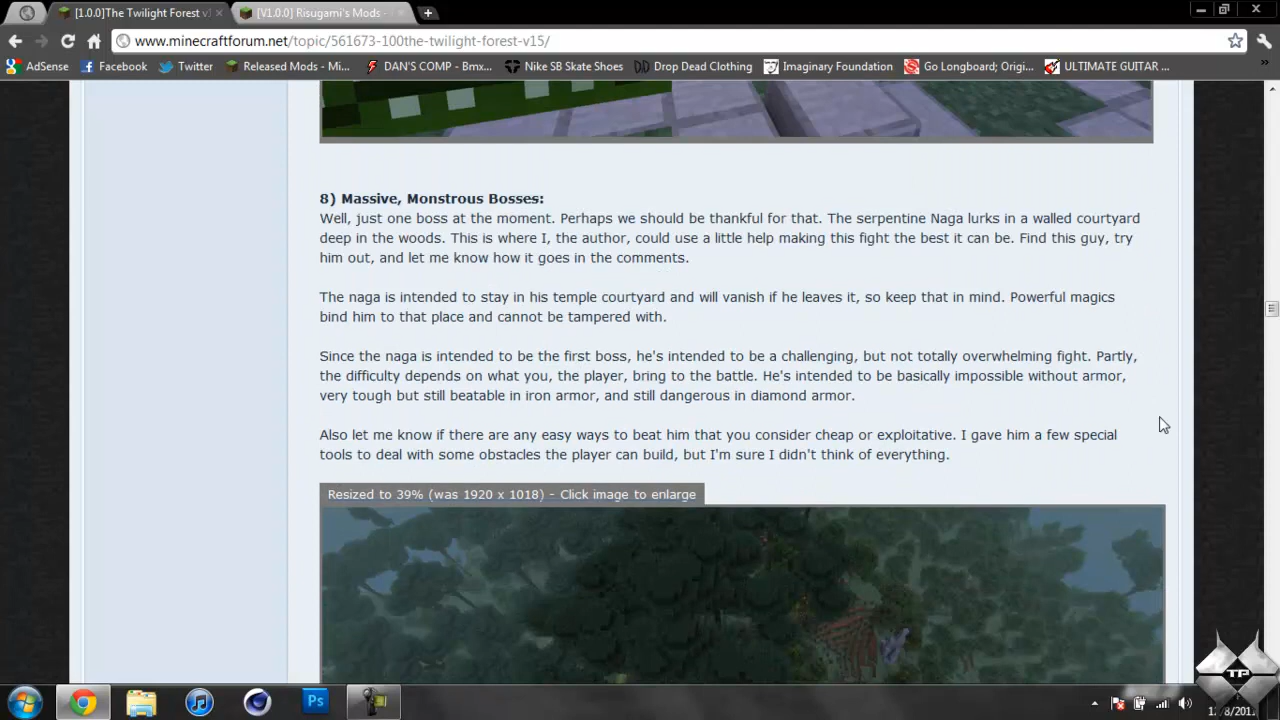 [1.0.0]The Twilight Forest v
[V1.0.0] Risugami's Mods -
www.minecraftforum.net/topic/561673-100the-twilight-forest-v15/
AdSense Facebook Twitter Released Mods - Mi... DAN'S COMP - Bmx... Nike SB Skate Shoes Drop Dead Clothing Imaginary Foundation Go Longboard; Origi... ULTIMATE GUITAR ...
8) Massive, Monstrous Bosses:
Well, just one boss at the moment. Perhaps we should be thankful for that. The serpentine Naga lurks in a walled courtyard
deep in the woods. This is where I, the author, could use a little help making this fight the best it can be. Find this guy, try
him out, and let me know how it goes in the comments.
The naga is intended to stay in his temple courtyard and will vanish if he leaves it, so keep that in mind. Powerful magics
bind him to that place and cannot be tampered with.
Since the naga is intended to be the first boss, he's intended to be a challenging, but not totally overwhelming fight. Partly,
the difficulty depends on what you, the player, bring to the battle. He's intended to be basically impossible without armor,
very tough but still beatable in iron armor, and still dangerous in diamond armor.
Also let me know if there are any easy ways to beat him that you consider cheap or exploitative. I gave him a few special
tools to deal with some obstacles the player can build, but I'm sure I didn't think of everything.
Resized to 39% (was 1920 x 1018) - Click image to enlarge
Ps
TP